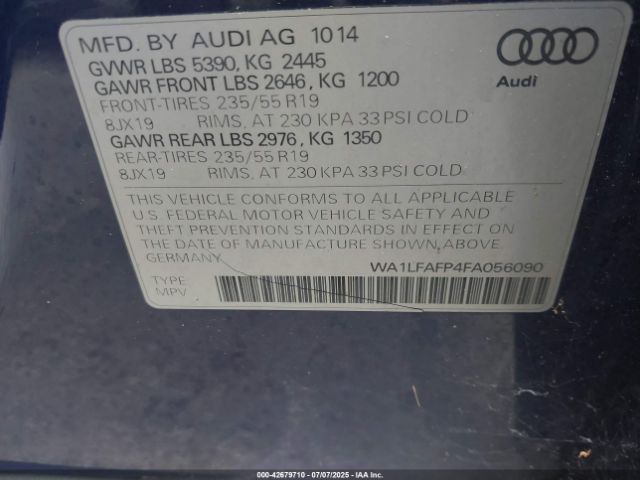 MFD. BY AUDI AG 1014
GVWR LBS 5390, KG 2445
GAWR FRONT LBS 2646, KG 1200
FRONT-TIRES 235/55 R19
8JX19 RIMS, AT 230 KPA 33 PSI COLD
GAWR REAR LBS 2976, KG 1350
REAR-TIRES 235/55 R19
8JX19 RIMS, AT 230 KPA 33 PSI COLD
Audi
THIS VEHICLE CONFORMS TO ALL APPLICABLE
U.S. FEDERAL MOTOR VEHICLE SAFETY AND
THEFT PREVENTION STANDARDS IN EFFECT ON
THE DATE OF MANUFACTURE SHOWN ABOVE.
GERMANY
WA1LFAFP4FA056090
TYPE:
MPV
000-42679710 - 07/07/2025 - IAA Inc.